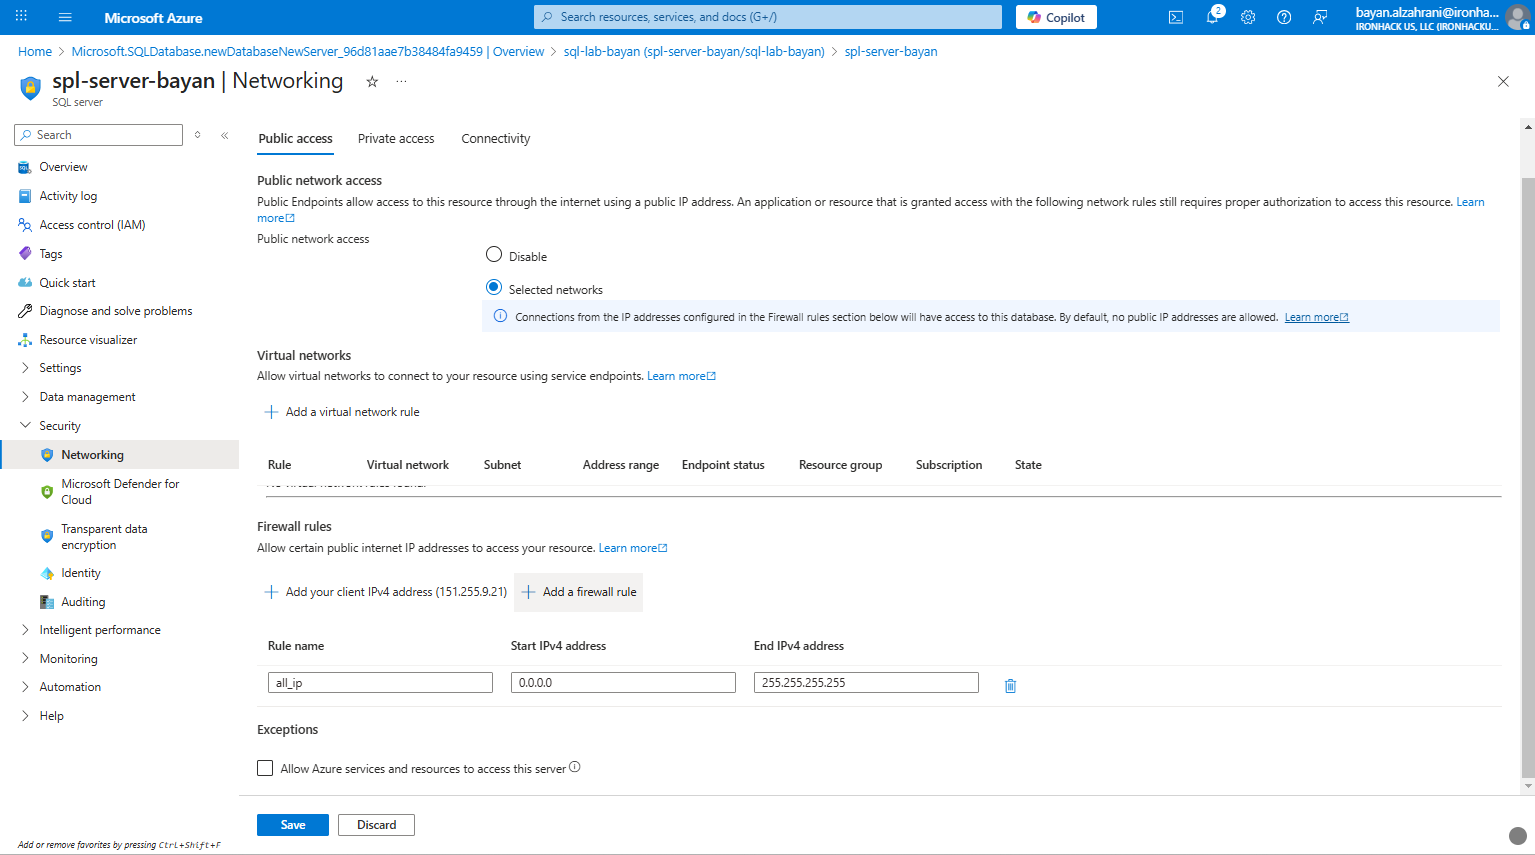 Microsoft Azure
Search resources, services, and docs (G+/)
Copilot
2
bayan.alzahrani@ironha...
IRONHACK US, LLC (IRONHACKU...
Home > Microsoft.SQLDatabase.newDatabaseNewServer_96d81aae7b38484fa9459 | Overview > sql-lab-bayan (spl-server-bayan/sql-lab-bayan) > spl-server-bayan
spl-server-bayan | Networking
SQL server
Search
Overview
Activity log
Access control (IAM)
Tags
Quick start
Diagnose and solve problems
Resource visualizer
Settings
Data management
Security
Networking
Microsoft Defender for
Cloud
Transparent data
encryption
Identity
Auditing
Intelligent performance
Monitoring
Automation
Help
Add or remove favorites by pressing Ctrl+Shift+F
Public access Private access Connectivity
Public network access
Public Endpoints allow access to this resource through the internet using a public IP address. An application or resource that is granted access with the following network rules still requires proper authorization to access this resource. Learn
more
Public network access
Disable
Selected networks
Connections from the IP addresses configured in the Firewall rules section below will have access to this database. By default, no public IP addresses are allowed. Learn more
Virtual networks
Allow virtual networks to connect to your resource using service endpoints. Learn more
Add a virtual network rule
Rule Virtual network Subnet Address range Endpoint status Resource group Subscription State
Firewall rules
Allow certain public internet IP addresses to access your resource. Learn more
Add your client IPv4 address (151.255.9.21) Add a firewall rule
Rule name Start IPv4 address End IPv4 address
all_ip 0.0.0.0 255.255.255.255
Exceptions
Allow Azure services and resources to access this server
Save Discard